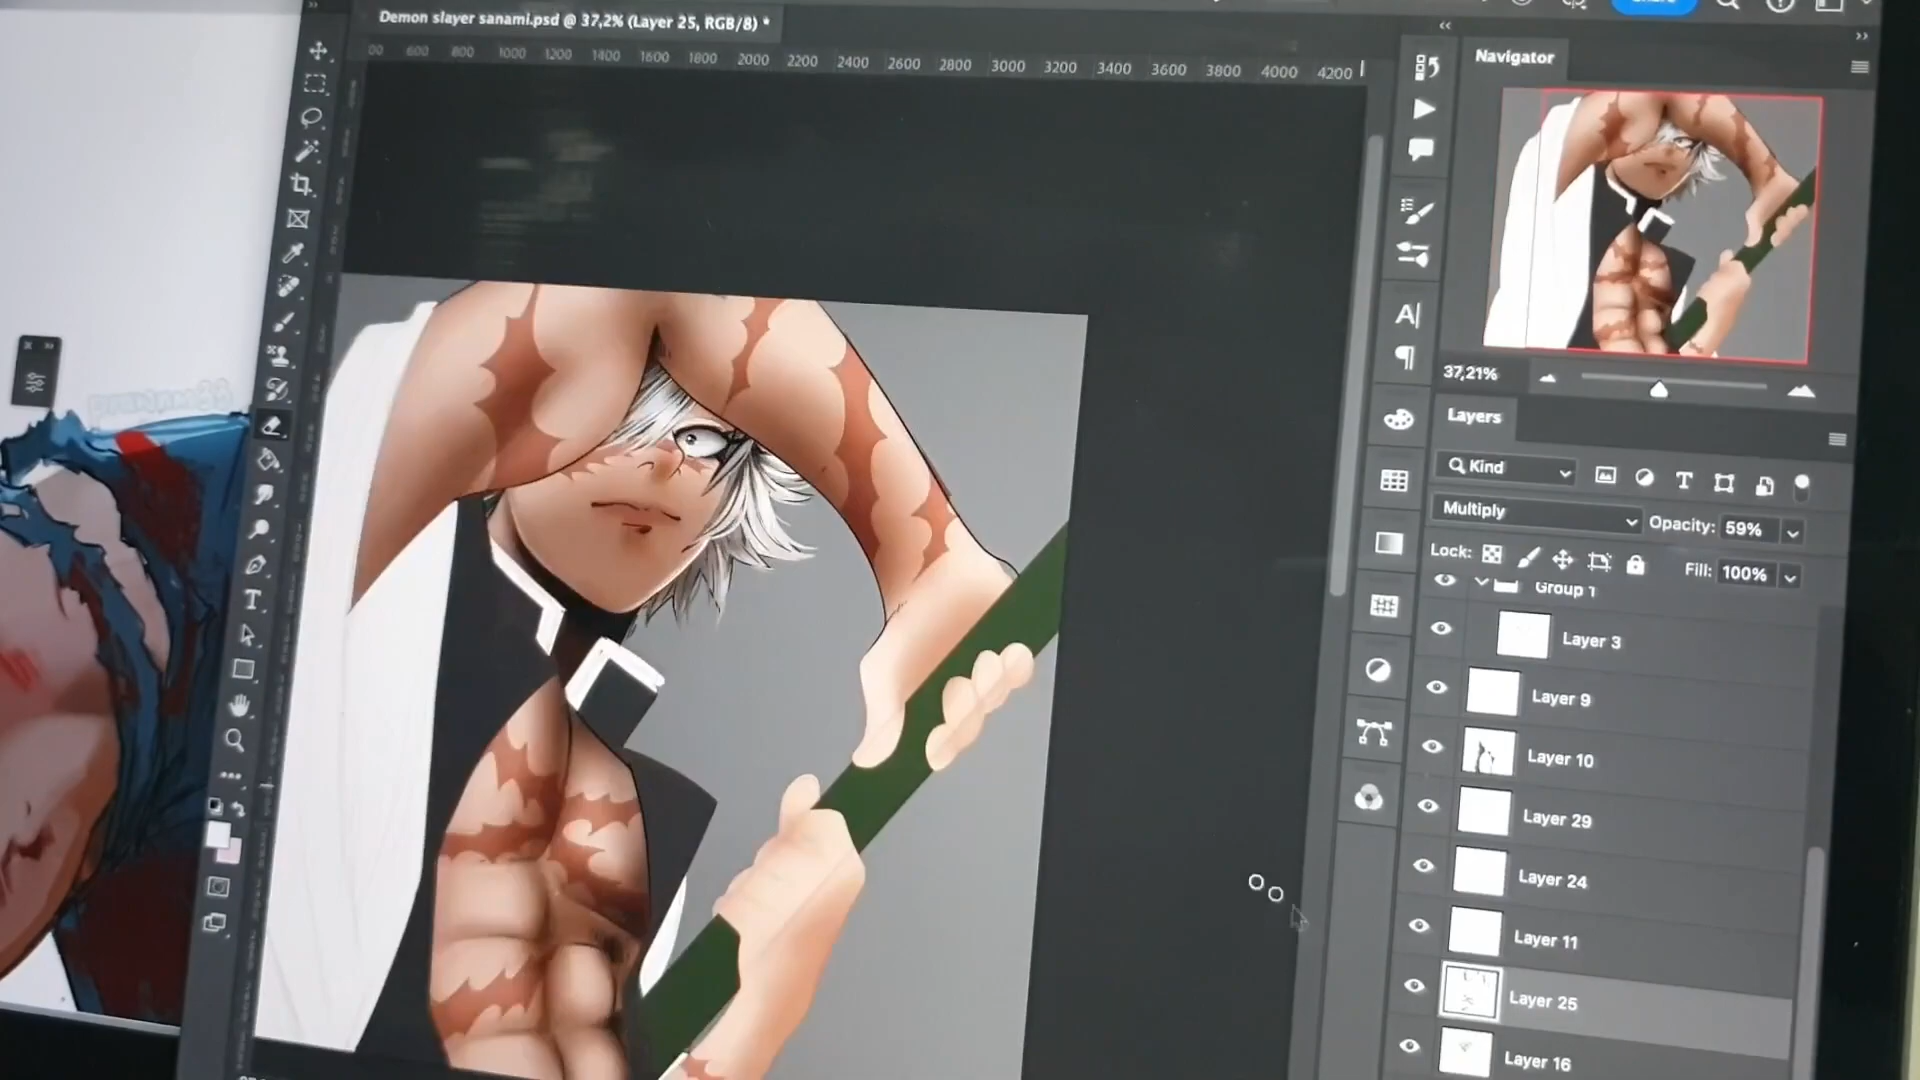 Demon slayer sanami.psd @ 37,2% (Layer 25, RGB/8) *
00 600 800 1000 1200 1400 1600 1800 2000 2200 2400 2600 2800 3000 3200 3400 3600 3800 4000 4200
Navigator
37,21%
Layers
Kind
Multiply
Opacity: 59%
Lock:
Fill: 100%
Group 1
Layer 3
Layer 9
Layer 10
Layer 29
Layer 24
Layer 11
Layer 25
Layer 16